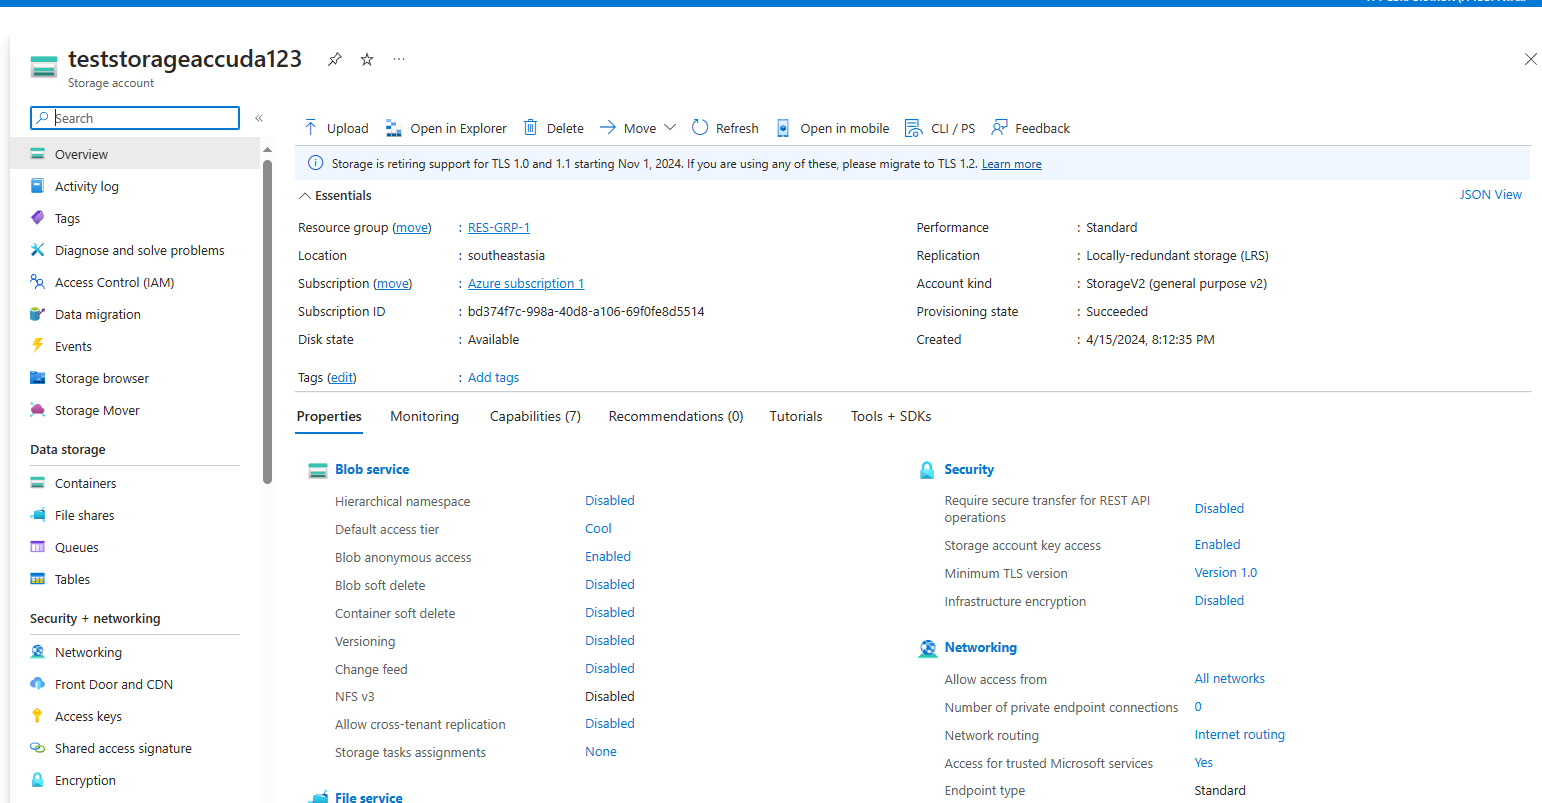 teststorageaccuda123
Storage account
Search
«
Overview
Activity log
Tags
Diagnose and solve problems
Access Control (IAM)
Data migration
Events
Storage browser
Storage Mover
Data storage
Containers
File shares
Queues
Tables
Security + networking
Networking
Front Door and CDN
Access keys
Shared access signature
Encryption
Upload Open in Explorer Delete Move Refresh Open in mobile CLI / PS Feedback
Storage is retiring support for TLS 1.0 and 1.1 starting Nov 1, 2024. If you are using any of these, please migrate to TLS 1.2. Learn more
Essentials
JSON View
Resource group (move) : RES-GRP-1
Location : southeastasia
Subscription (move) : Azure subscription 1
Subscription ID : bd374f7c-998a-40d8-a106-69f0fe8d5514
Disk state : Available
Performance : Standard
Replication : Locally-redundant storage (LRS)
Account kind : StorageV2 (general purpose v2)
Provisioning state : Succeeded
Created : 4/15/2024, 8:12:35 PM
Tags (edit) : Add tags
Properties Monitoring Capabilities (7) Recommendations (0) Tutorials Tools + SDKs
Blob service
Hierarchical namespace Disabled
Default access tier Cool
Blob anonymous access Enabled
Blob soft delete Disabled
Container soft delete Disabled
Versioning Disabled
Change feed Disabled
NFS v3 Disabled
Allow cross-tenant replication Disabled
Storage tasks assignments None
File service
Security
Require secure transfer for REST API
operations Disabled
Storage account key access Enabled
Minimum TLS version Version 1.0
Infrastructure encryption Disabled
Networking
Allow access from All networks
Number of private endpoint connections 0
Network routing Internet routing
Access for trusted Microsoft services Yes
Endpoint type Standard